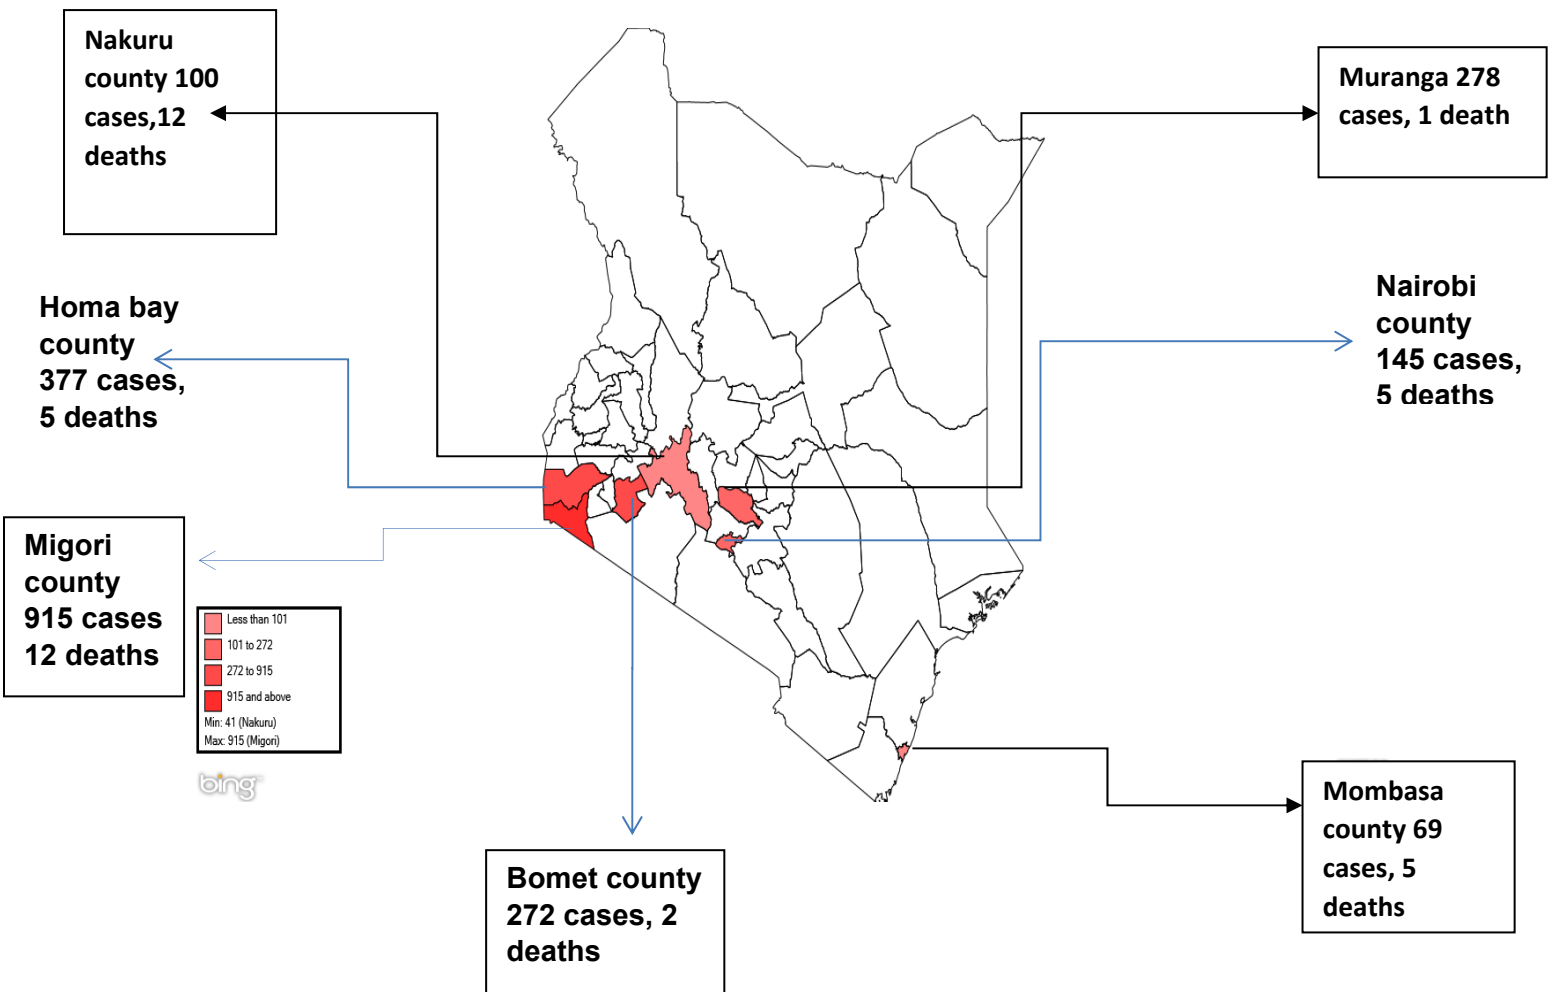 Nakuru
county 100
cases,12
deaths
Muranga 278
cases, 1 death
Homa bay
county
377 cases,
5 deaths
Nairobi
county
145 cases,
5 deaths
Migori
county
915 cases
12 deaths
Less than 101
101 to 272
272 to 915
915 and above
Min: 41 (Nakuru)
Max: 915 (Migori)
bing
Bomet county
272 cases, 2
deaths
Mombasa
county 69
cases, 5
deaths